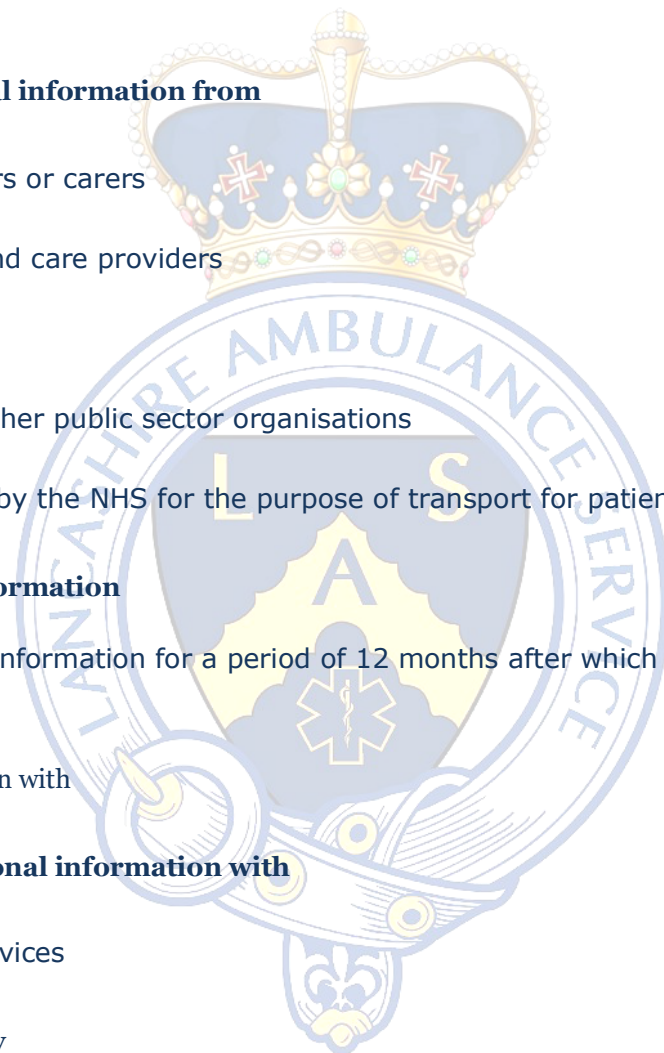 l information from
rs or carers
nd care providers
her public sector organisations
by the NHS for the purpose of transport for patien
ormation
information for a period of 12 months after which
n with
onal information with
vices
y
LANCASHIRE AMBULANCE SERVICE
L S
A